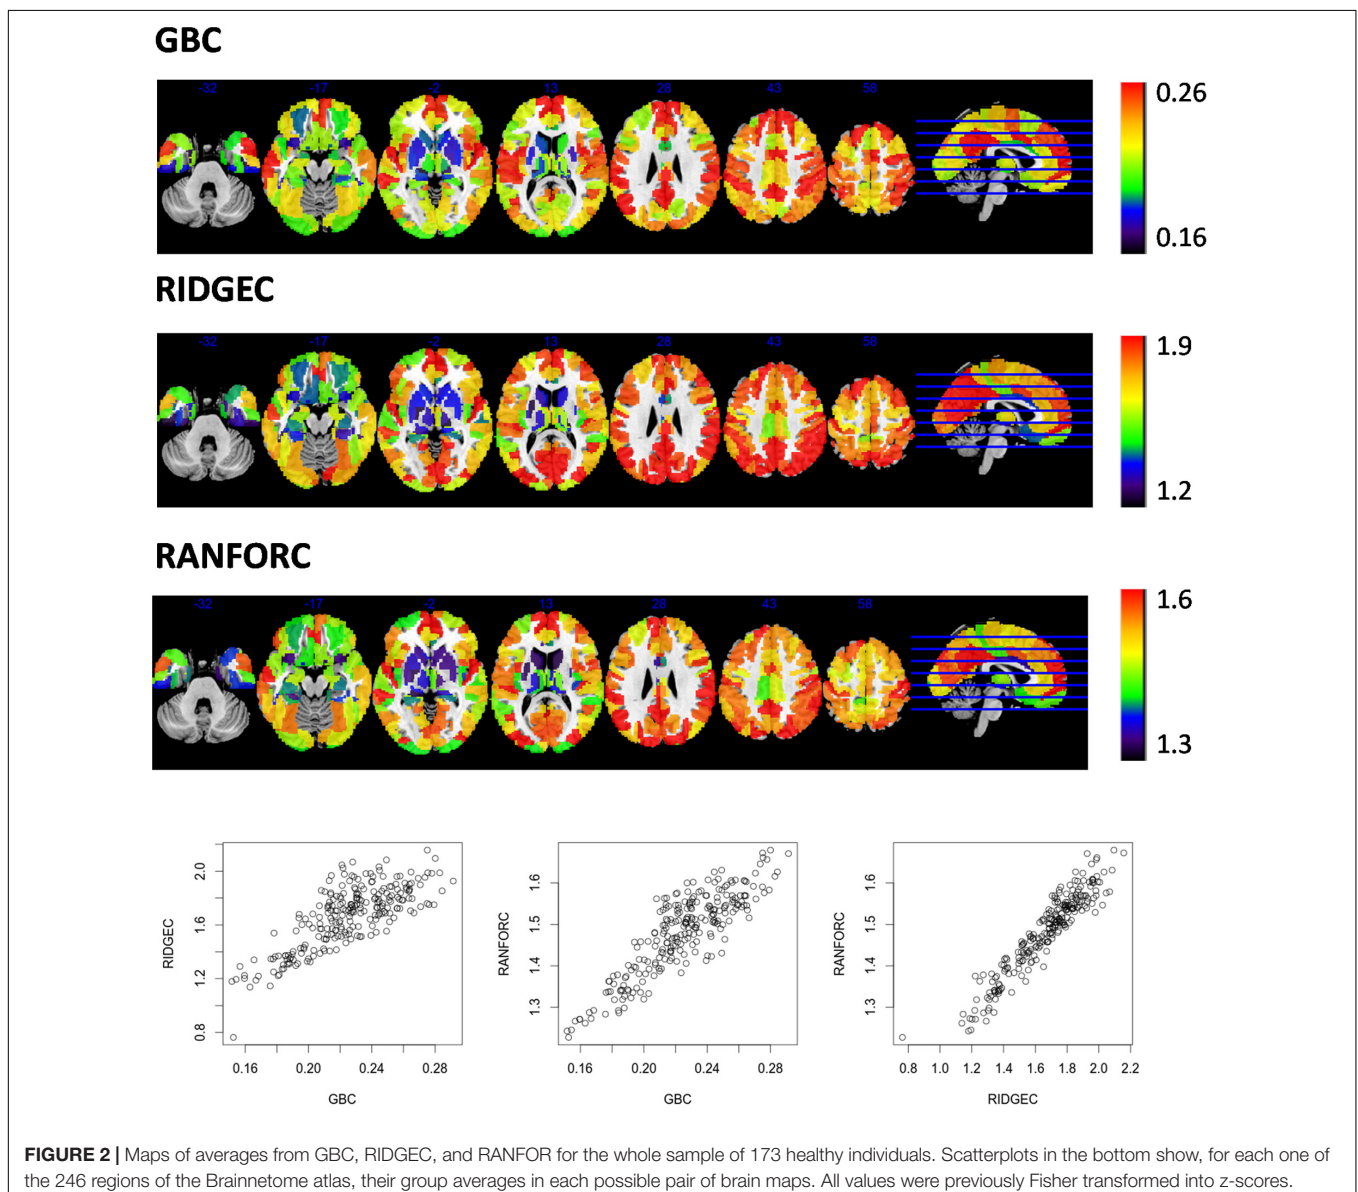 GBC
-32 -17 -2 13 28 43 58
0.26
0.16
RIDGEC
-32 -17 -2 13 28 43 58
1.9
1.2
RANFORC
-32 -17 -2 13 28 43 58
1.6
1.3
RIDGEC
0.8 1.2 1.6 2.0
0.16 0.20 0.24 0.28
GBC
RANFORC
1.3 1.4 1.5 1.6
0.16 0.20 0.24 0.28
GBC
RANFORC
1.3 1.4 1.5 1.6
0.8 1.0 1.2 1.4 1.6 1.8 2.0 2.2
RIDGEC
FIGURE 2 | Maps of averages from GBC, RIDGEC, and RANFOR for the whole sample of 173 healthy individuals. Scatterplots in the bottom show, for each one of
the 246 regions of the Brainnetome atlas, their group averages in each possible pair of brain maps. All values were previously Fisher transformed into z-scores.